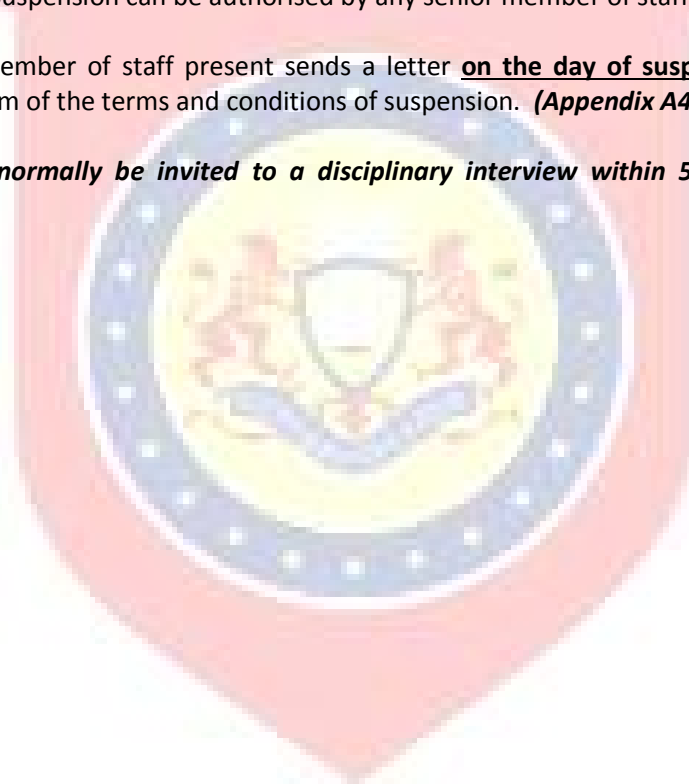 uspension can be authorised by any senior member of staff
ember of staff present sends a letter on the day of susp
m of the terms and conditions of suspension. (Appendix A4
normally be invited to a disciplinary interview within 5